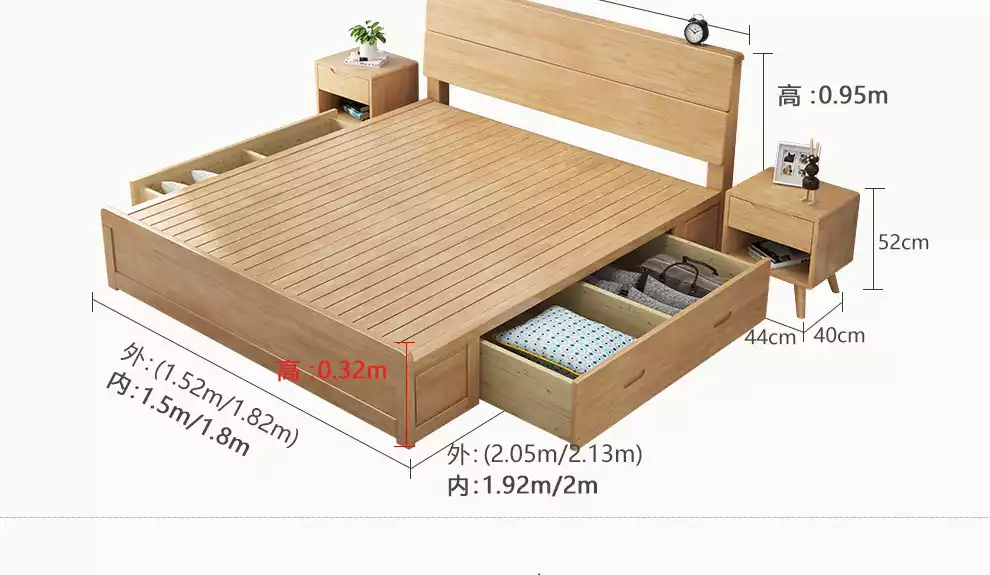 高 :0.95m
52cm
44cm
40cm
高 :0.32m
外: (1.52m/1.82m)
内: 1.5m/1.8m
外: (2.05m/2.13m)
内: 1.92m/2m